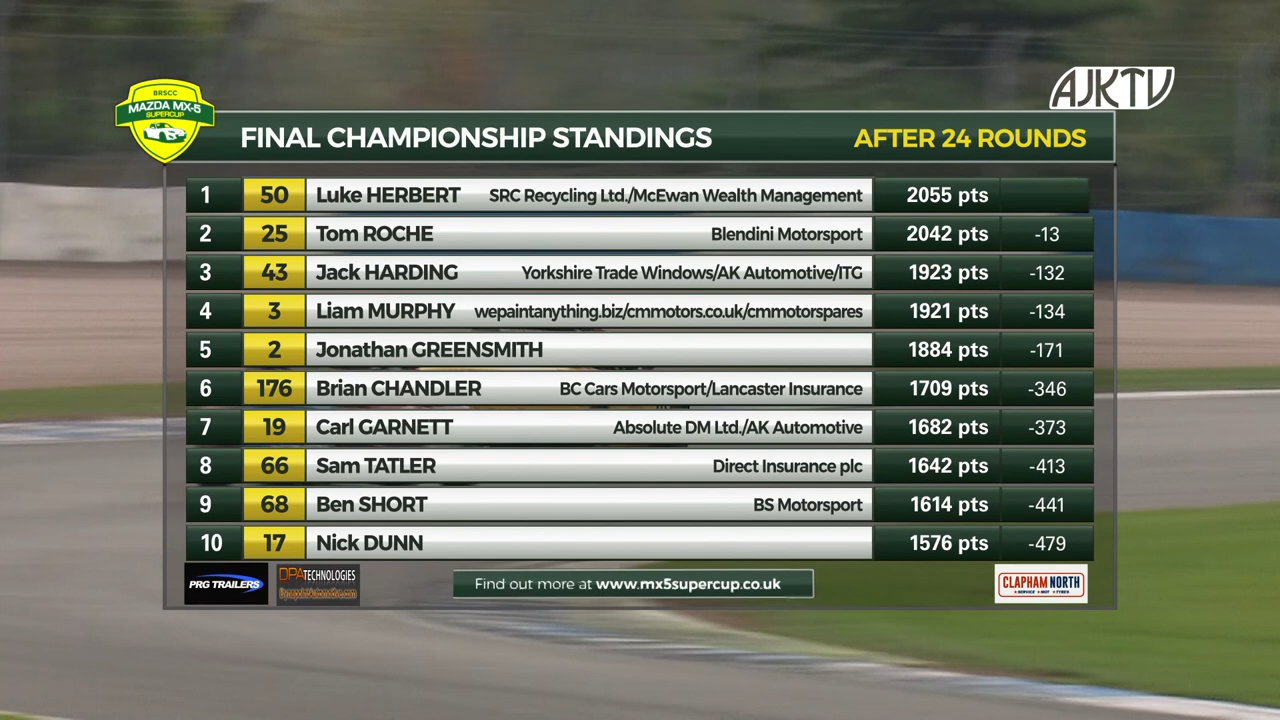 AJKTV
BRSCC
MAZDA MX-5
SUPERCUP
FINAL CHAMPIONSHIP STANDINGS AFTER 24 ROUNDS
1 50 Luke HERBERT SRC Recycling Ltd./McEwan Wealth Management 2055 pts
2 25 Tom ROCHE Blendini Motorsport 2042 pts -13
3 43 Jack HARDING Yorkshire Trade Windows/AK Automotive/ITG 1923 pts -132
4 3 Liam MURPHY wepaintanything.biz/cmmotors.co.uk/cmmotorspares 1921 pts -134
5 2 Jonathan GREENSMITH 1884 pts -171
6 176 Brian CHANDLER BC Cars Motorsport/Lancaster Insurance 1709 pts -346
7 19 Carl GARNETT Absolute DM Ltd./AK Automotive 1682 pts -373
8 66 Sam TATLER Direct Insurance plc 1642 pts -413
9 68 Ben SHORT BS Motorsport 1614 pts -441
10 17 Nick DUNN 1576 pts -479
PRG TRAILERS
DPATECHNOLOGIES
Find out more at www.mx5supercup.co.uk
CLAPHAM NORTH
SERVICE MOT TYRES